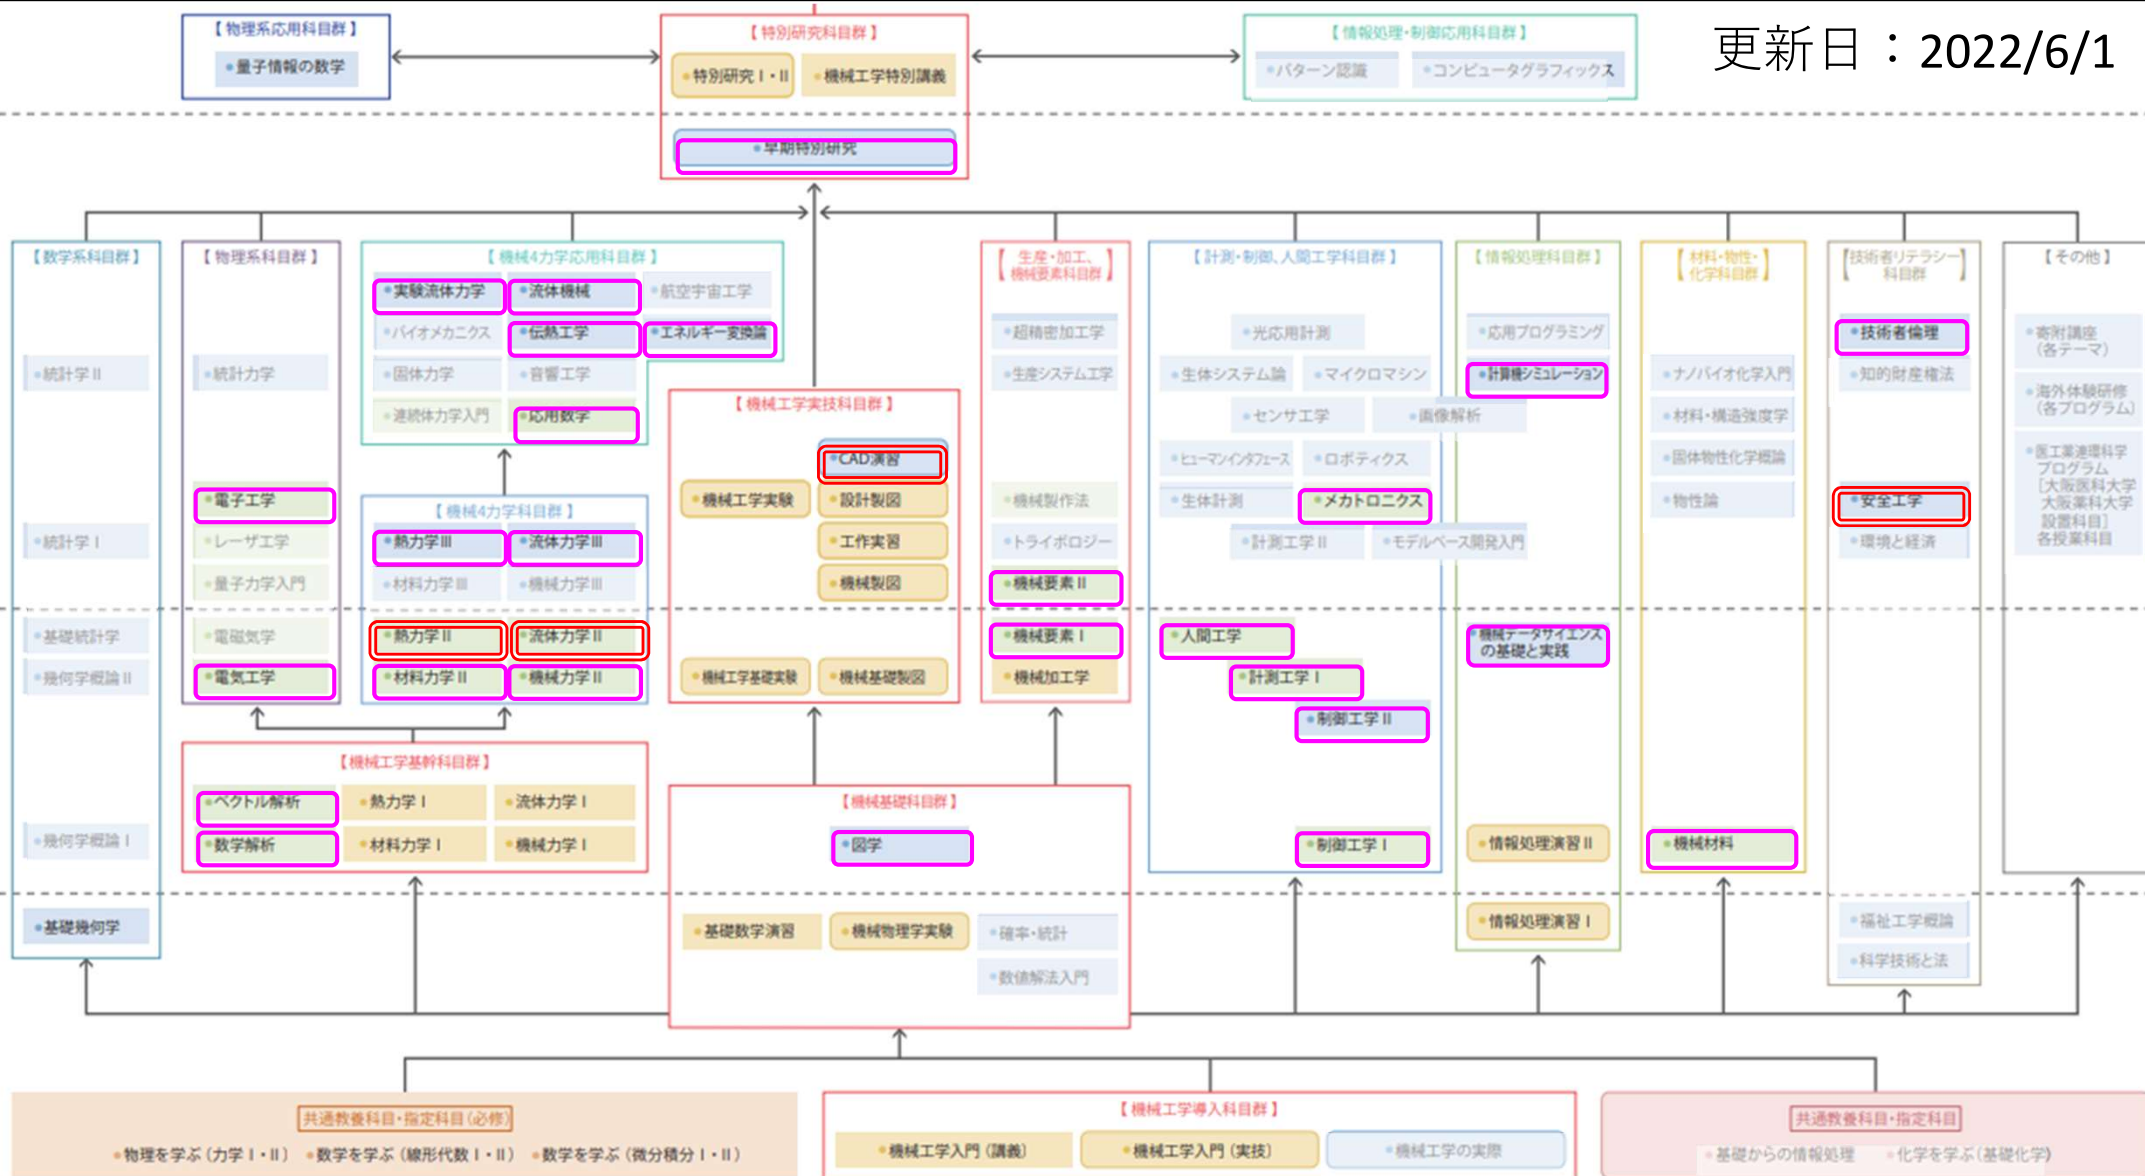 更新日：2022/6/1
【 物理系応用科目群 】
・量子情報の数学
【 特別研究科目群 】
・特別研究Ⅰ・Ⅱ
・機械工学特別講義
・早期特別研究
【 情報処理・制御応用科目群 】
・パターン認識
・コンピュータグラフィックス
【 数学系科目群 】
・統計学Ⅱ
・統計学Ⅰ
・基礎統計学
・幾何学概論Ⅱ
・幾何学概論Ⅰ
・基礎幾何学
【 物理系科目群 】
・統計力学
・電子工学
・レーザ工学
・量子力学入門
・電磁気学
・電気工学
【 機械4力学応用科目群 】
・実験流体力学
・流体機械
・航空宇宙工学
・バイオメカニクス
・伝熱工学
・エネルギー変換論
・固体力学
・音響工学
・連続体力学入門
・応用数学
【 機械4力学科目群 】
・熱力学Ⅲ
・流体力学Ⅲ
・材料力学Ⅲ
・機械力学Ⅲ
・熱力学Ⅱ
・流体力学Ⅱ
・材料力学Ⅱ
・機械力学Ⅱ
【 機械工学基幹科目群 】
・ベクトル解析
・熱力学Ⅰ
・流体力学Ⅰ
・数学解析
・材料力学Ⅰ
・機械力学Ⅰ
【 機械工学実技科目群 】
・CAD演習
・機械工学実験
・設計製図
・工作実習
・機械製図
・機械工学基礎実験
・機械基礎製図
【 機械基礎科目群 】
・図学
・基礎数学演習
・機械物理学実験
・確率・統計
・数値解法入門
【 生産・加工、
機械要素科目群 】
・超精密加工学
・生産システム工学
・機械製作法
・トライボロジー
・機械要素Ⅱ
・機械要素Ⅰ
・機械加工学
【 計測・制御、人間工学科目群 】
・光応用計測
・生体システム論
・マイクロマシン
・センサ工学
・画像解析
・ヒューマンインタフェース
・ロボティクス
・生体計測
・メカトロニクス
・計測工学Ⅱ
・モデルベース開発入門
・人間工学
・計測工学Ⅰ
・制御工学Ⅱ
・制御工学Ⅰ
【 情報処理科目群 】
・応用プログラミング
・計算機シミュレーション
・機械データサイエンス
の基礎と実践
・情報処理演習Ⅱ
・情報処理演習Ⅰ
【 材料・物性・
化学科目群 】
・ナノバイオ化学入門
・材料・構造強度学
・固体物性化学概論
・物性論
・機械材料
【 技術者リテラシー
科目群 】
・技術者倫理
・知的財産権法
・安全工学
・環境と経済
・福祉工学概論
・科学技術と法
【 その他 】
・寄附講座
（各テーマ）
・海外体験研修
（各プログラム）
・医工薬連環科学
プログラム
［大阪医科大学
大阪薬科大学
設置科目］
各授業科目
共通教養科目・指定科目（必修）
・物理を学ぶ（力学Ⅰ・Ⅱ） ・数学を学ぶ（線形代数Ⅰ・Ⅱ） ・数学を学ぶ（微分積分Ⅰ・Ⅱ）
【 機械工学導入科目群 】
・機械工学入門（講義）
・機械工学入門（実技）
・機械工学の実際
共通教養科目・指定科目
・基礎からの情報処理 ・化学を学ぶ（基礎化学）